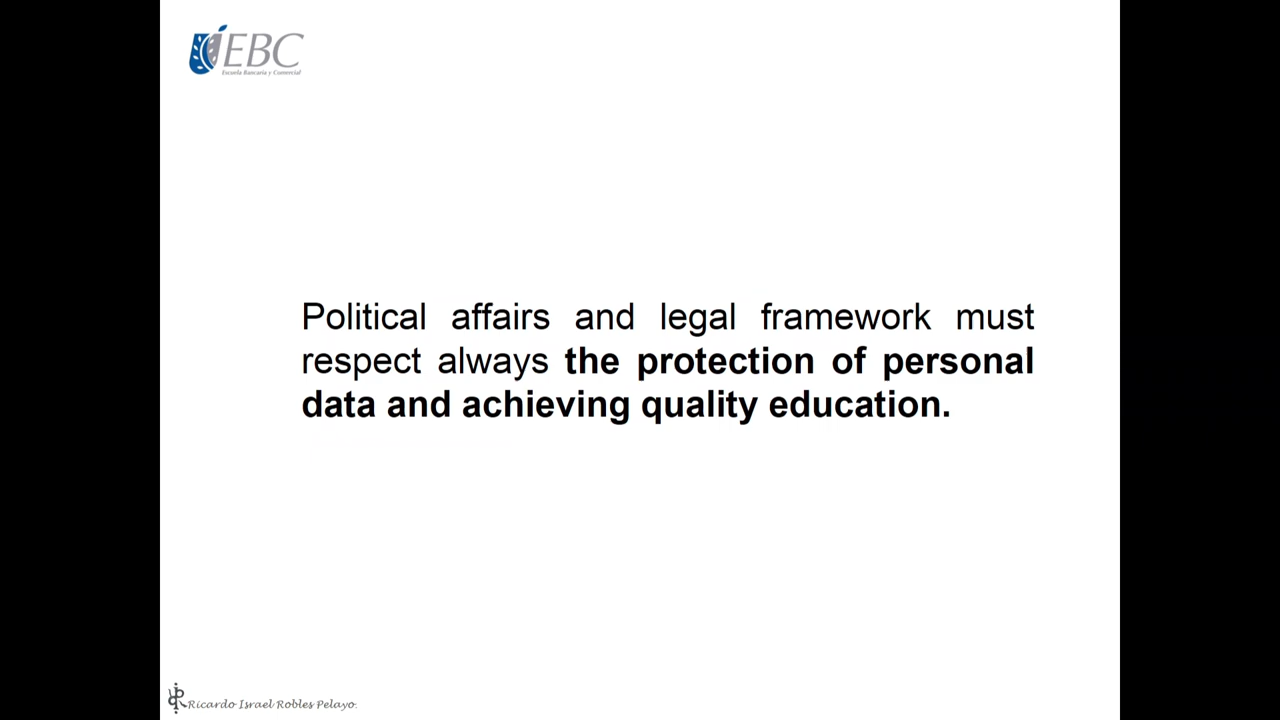 EBC
Escuela Bancaria y Comercial
Political affairs and legal framework must
respect always the protection of personal
data and achieving quality education.
Ricardo Israel Robles Pelayo.